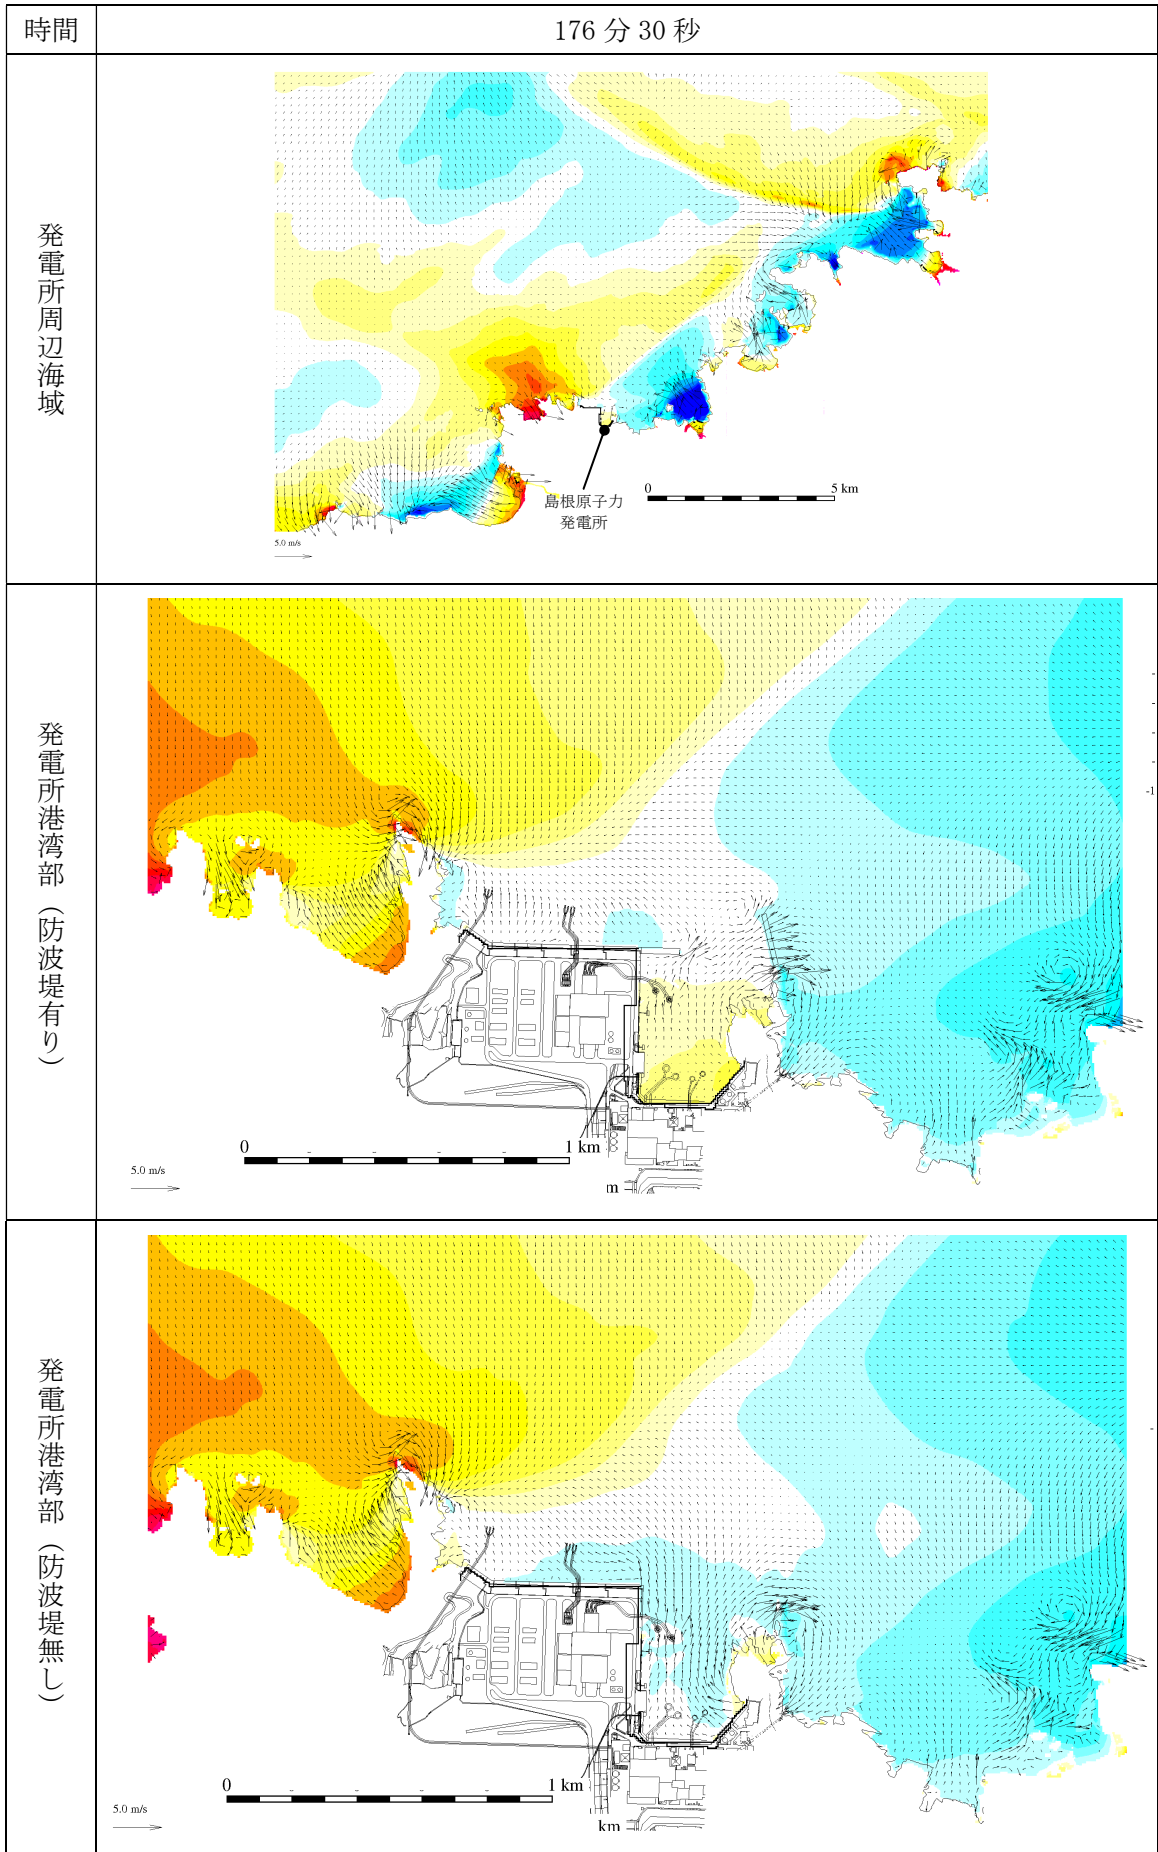 時間
176 分 30 秒
発電所周辺海域
島根原子力
発電所
0 5 km
5.0 m/s
発電所港湾部（防波堤有り）
-1
0 1 km
5.0 m/s
m
発電所港湾部（防波堤無し）
0 1 km
5.0 m/s
km